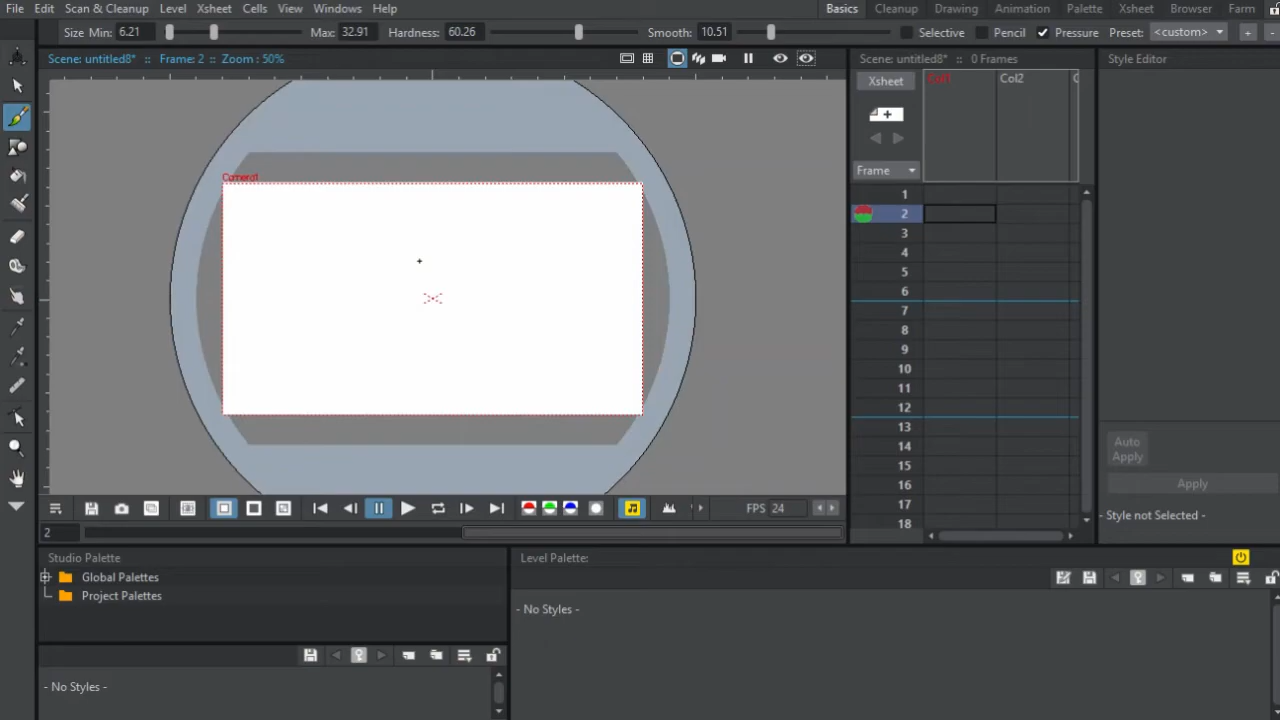 File Edit Scan & Cleanup Level Xsheet Cells View Windows Help Basics Cleanup Drawing Animation Palette Xsheet Browser Farm
Size Min: 6.21 Max: 32.91 Hardness: 60.26 Smooth: 10.51 Selective Pencil Pressure Preset: <custom> + -
Scene: untitled8* :: Frame: 2 :: Zoom : 50%
Scene: untitled8* :: 0 Frames
Style Editor
Xsheet
Col1 Col2 C
+
Frame
Camera1
1
2
3
4
5
6
7
8
9
10
11
12
13
14
15
16
17
18
Auto
Apply
Apply
- Style not Selected -
FPS 24
2
Studio Palette
Global Palettes
Project Palettes
- No Styles -
Level Palette:
- No Styles -